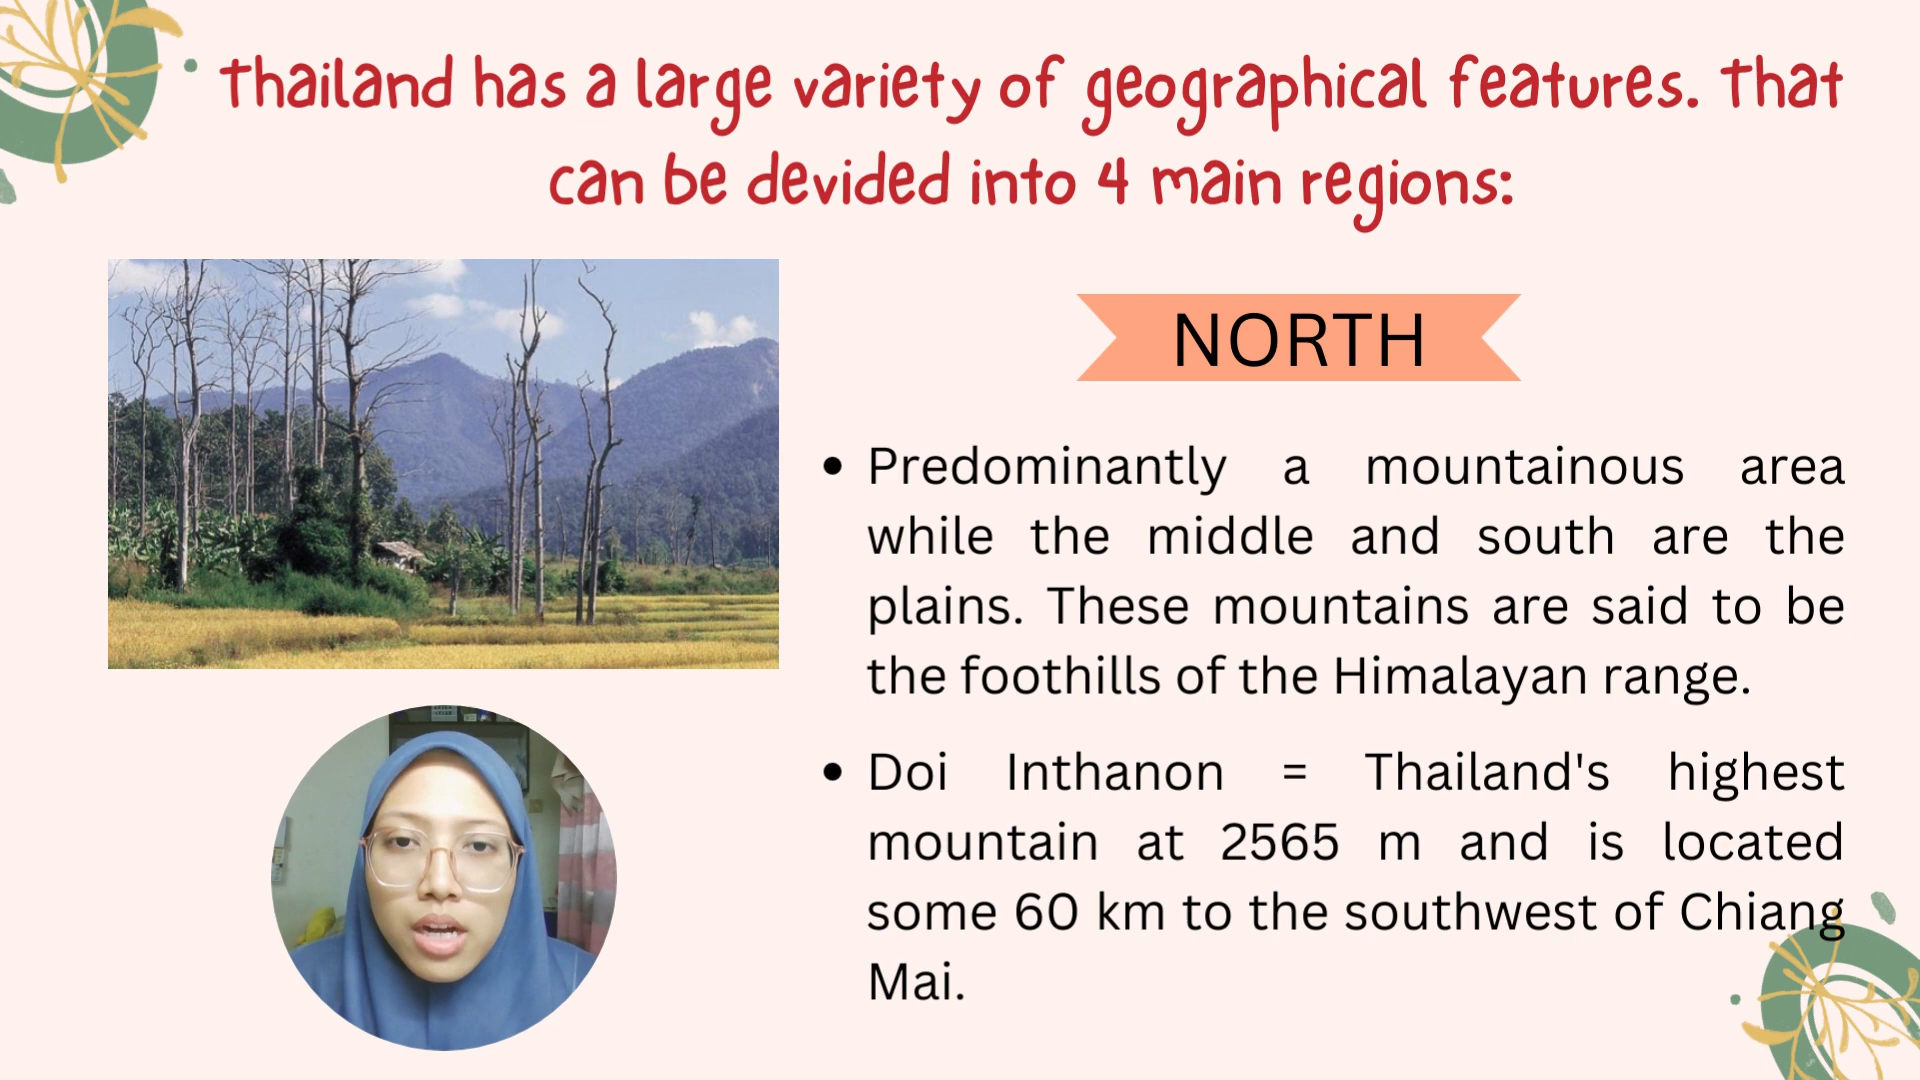 Thailand has a large variety of geographical features. That
can be devided into 4 main regions:
NORTH
• Predominantly a mountainous area
while the middle and south are the
plains. These mountains are said to be
the foothills of the Himalayan range.
• Doi Inthanon = Thailand's highest
mountain at 2565 m and is located
some 60 km to the southwest of Chiang
Mai.